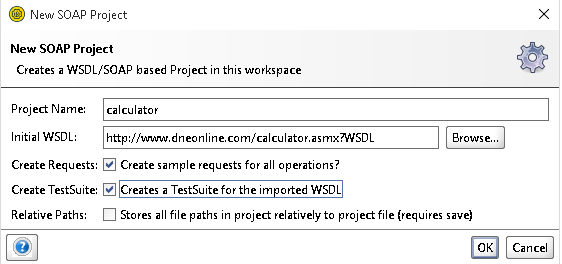 New SOAP Project
New SOAP Project
Creates a WSDL/SOAP based Project in this workspace
Project Name: calculator
Initial WSDL: http://www.dneonline.com/calculator.asmx?WSDL Browse...
Create Requests: Create sample requests for all operations?
Create TestSuite: Creates a TestSuite for the imported WSDL
Relative Paths: Stores all file paths in project relatively to project file (requires save)
? OK Cancel